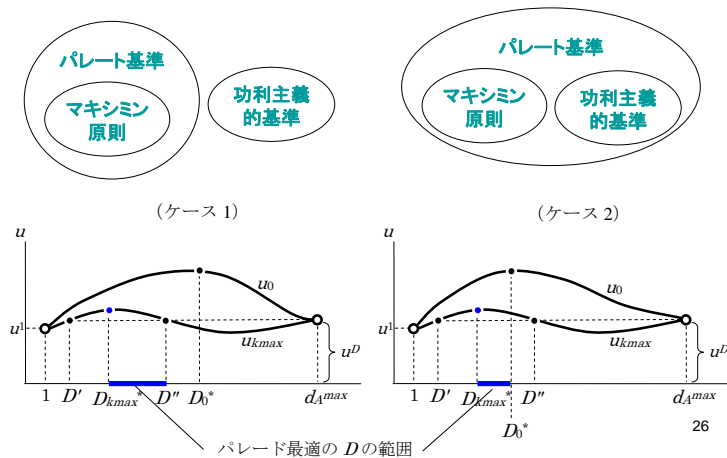 パレート基準
マキシミン
原則
功利主義
的基準
パレート基準
マキシミン
原則
功利主義
的基準
(ケース 1)
(ケース 2)
u
u0
ukmax
u¹
uD
1 D′ Dkmax* D″ D0* dAmax
u
u0
ukmax
u¹
uD
1 D′ Dkmax* D″ dAmax
D0*
パレード最適の D の範囲
26